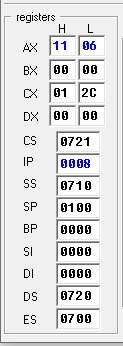 registers
H L
AX 11 06
BX 00 00
CX 01 2C
DX 00 00
CS 0721
IP 0008
SS 0710
SP 0100
BP 0000
SI 0000
DI 0000
DS 0720
ES 0700